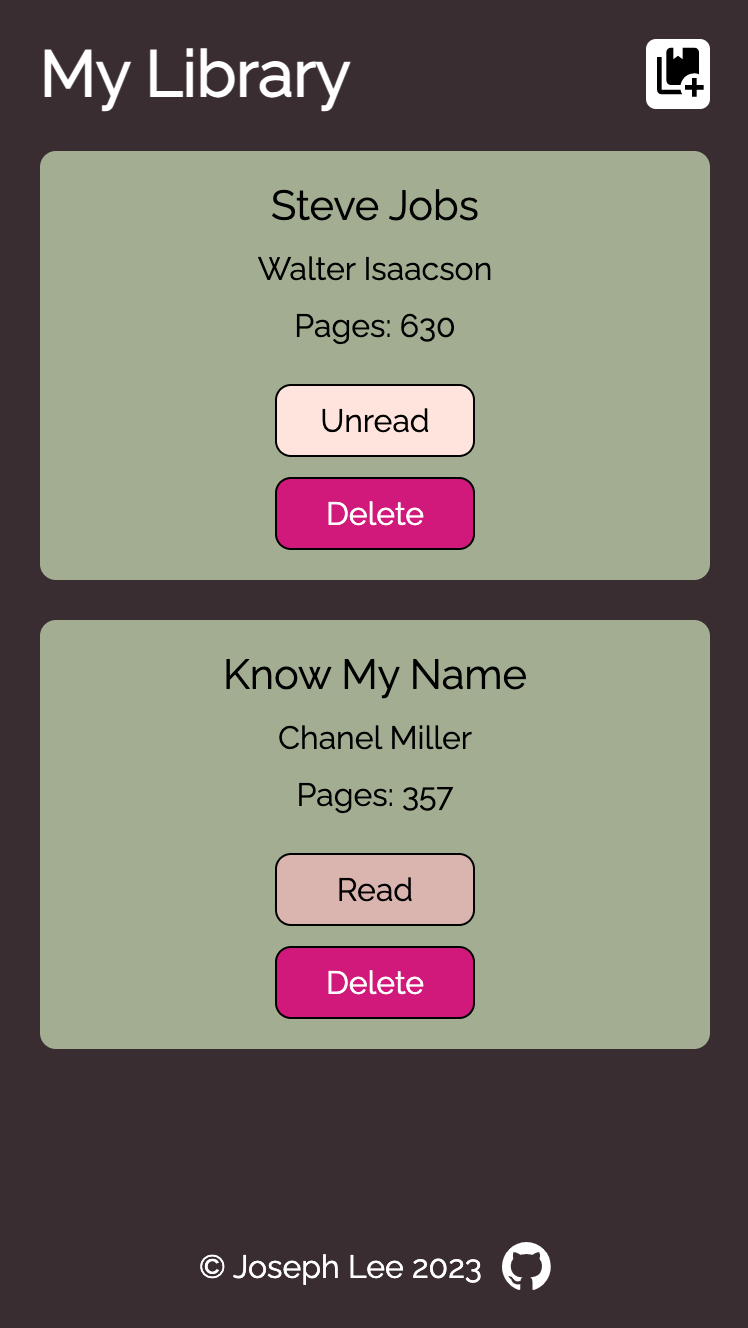 My Library
Steve Jobs
Walter Isaacson
Pages: 630
Unread
Delete
Know My Name
Chanel Miller
Pages: 357
Read
Delete
© Joseph Lee 2023